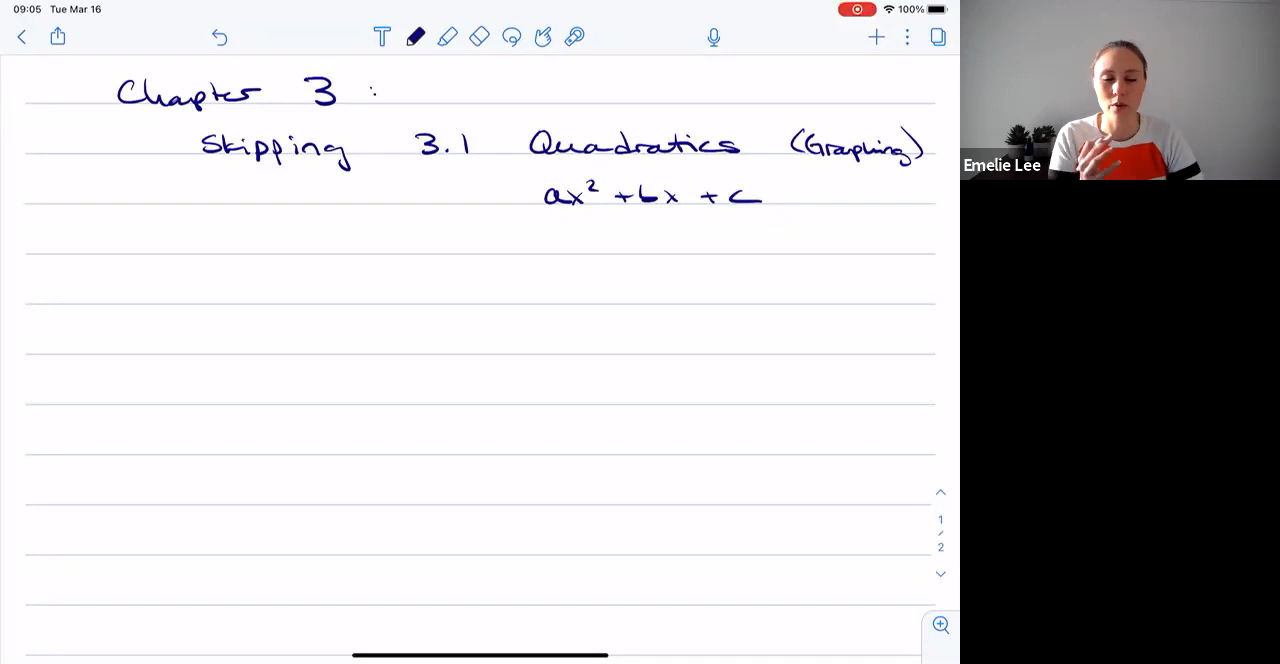 09:05 Tue Mar 16 100%
T
Chapter 3 :
Skipping 3.1 Quadratics (Graphing)
ax² + bx + c
Emelie Lee
1
/
2